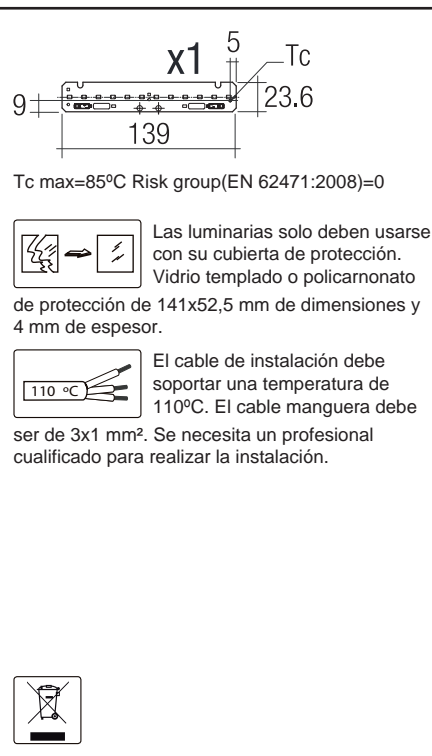 x1
5
Tc
9
23.6
139
Tc max=85ºC Risk group(EN 62471:2008)=0
Las luminarias solo deben usarse
con su cubierta de protección.
Vidrio templado o policarnonato
de protección de 141x52,5 mm de dimensiones y
4 mm de espesor.
110 ºC
El cable de instalación debe
soportar una temperatura de
110ºC. El cable manguera debe
ser de 3x1 mm². Se necesita un profesional
cualificado para realizar la instalación.